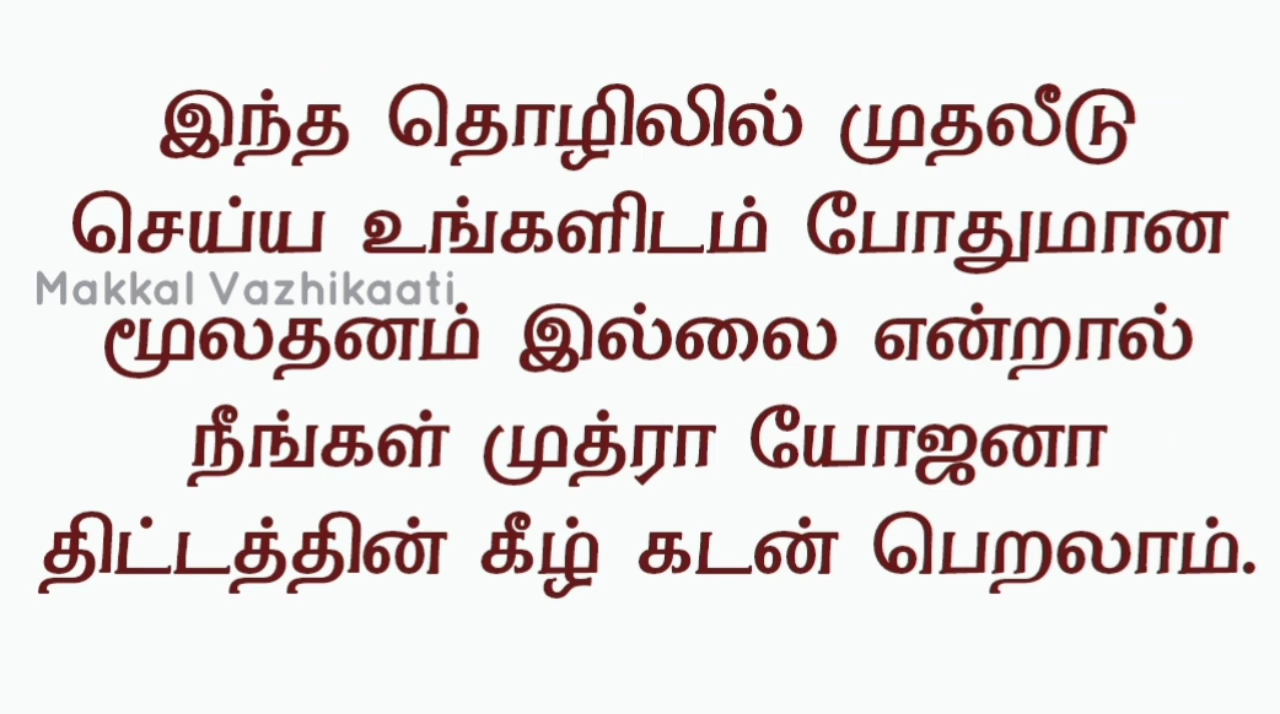 இந்த தொழிலில் முதலீடு
செய்ய உங்களிடம் போதுமான
Makkal Vazhikaati
மூலதனம் இல்லை என்றால்
நீங்கள் முத்ரா யோஜனா
திட்டத்தின் கீழ் கடன் பெறலாம்.